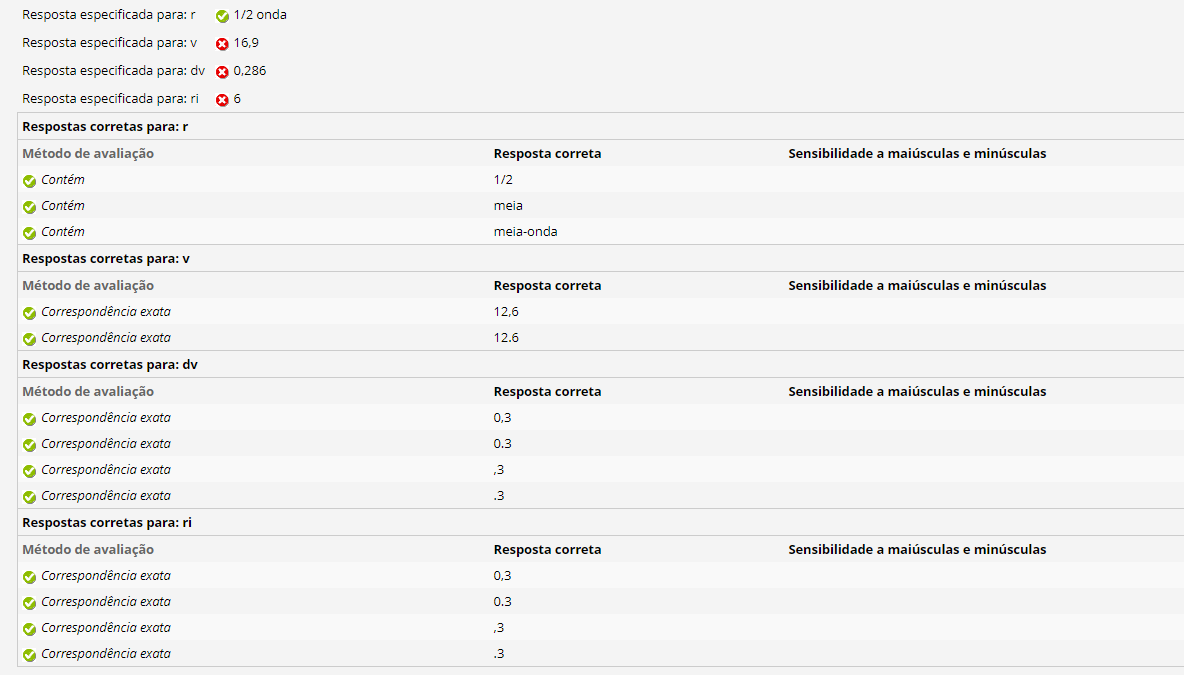 Resposta especificada para: r 1/2 onda
Resposta especificada para: v 16,9
Resposta especificada para: dv 0,286
Resposta especificada para: ri 6
Respostas corretas para: r
Método de avaliação Resposta correta Sensibilidade a maiúsculas e minúsculas
Contém 1/2
Contém meia
Contém meia-onda
Respostas corretas para: v
Método de avaliação Resposta correta Sensibilidade a maiúsculas e minúsculas
Correspondência exata 12,6
Correspondência exata 12.6
Respostas corretas para: dv
Método de avaliação Resposta correta Sensibilidade a maiúsculas e minúsculas
Correspondência exata 0,3
Correspondência exata 0.3
Correspondência exata ,3
Correspondência exata .3
Respostas corretas para: ri
Método de avaliação Resposta correta Sensibilidade a maiúsculas e minúsculas
Correspondência exata 0,3
Correspondência exata 0.3
Correspondência exata ,3
Correspondência exata .3